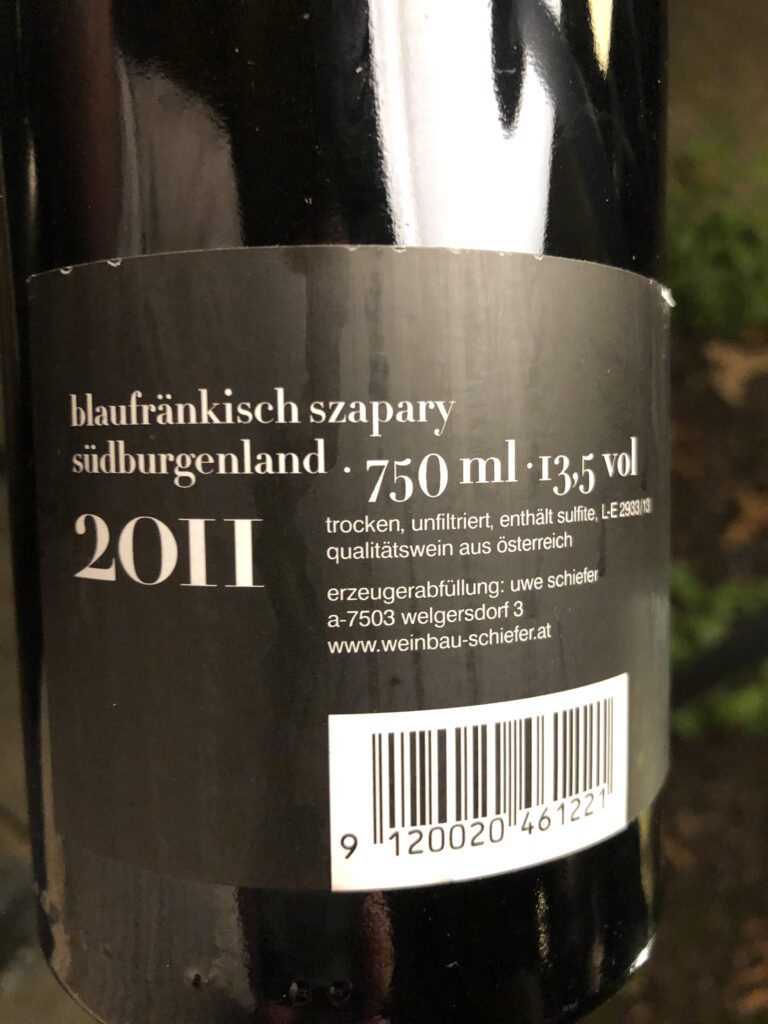 blaufränkisch szapary
südburgenland · 750 ml · 13,5 vol
2011
trocken, unfiltriert, enthält sulfite, L-E 2933/13
qualitätswein aus österreich
erzeugerabfüllung: uwe schiefer
a-7503 welgersdorf 3
www.weinbau-schiefer.at
9 120020 461221